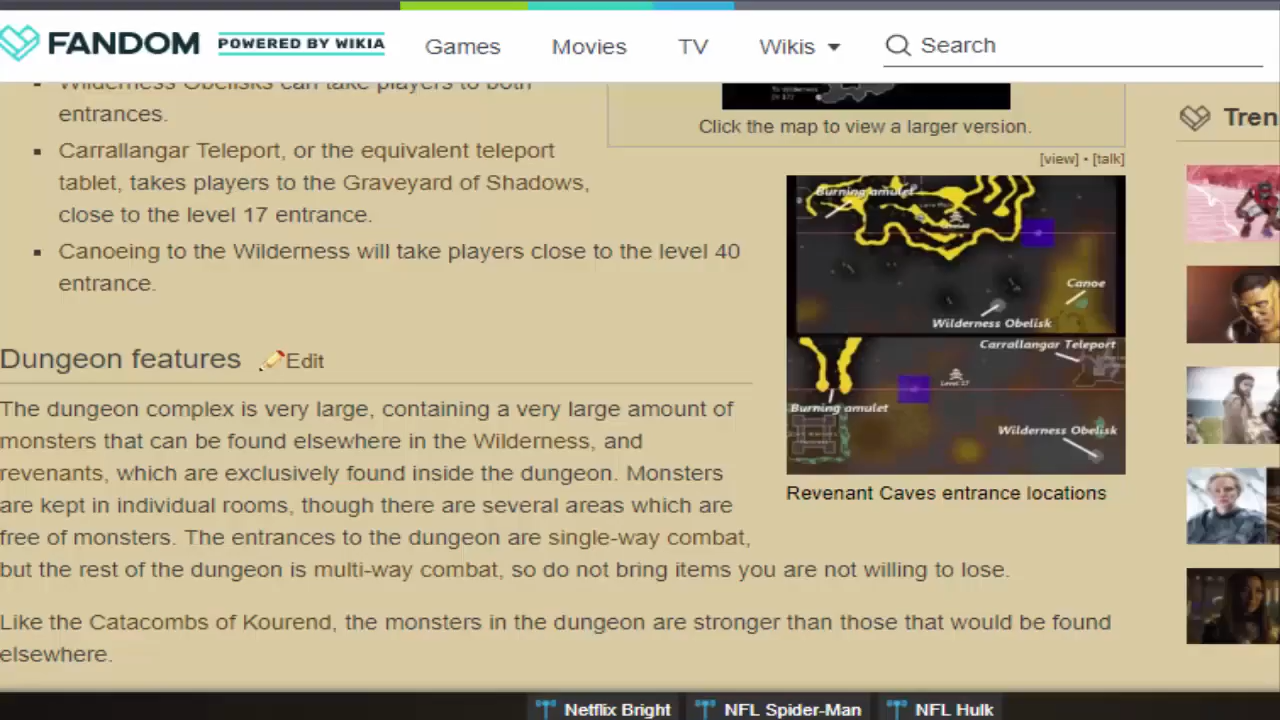 FANDOM POWERED BY WIKIA Games Movies TV Wikis Search
Wilderness Obelisks can take players to both
entrances.
Carrallangar Teleport, or the equivalent teleport
tablet, takes players to the Graveyard of Shadows,
close to the level 17 entrance.
Canoeing to the Wilderness will take players close to the level 40
entrance.
Dungeon features Edit
The dungeon complex is very large, containing a very large amount of
monsters that can be found elsewhere in the Wilderness, and
revenants, which are exclusively found inside the dungeon. Monsters
are kept in individual rooms, though there are several areas which are
free of monsters. The entrances to the dungeon are single-way combat,
but the rest of the dungeon is multi-way combat, so do not bring items you are not willing to lose.
Like the Catacombs of Kourend, the monsters in the dungeon are stronger than those that would be found
elsewhere.
Click the map to view a larger version.
[view] • [talk]
Burning amulet
Canoe
Wilderness Obelisk
Carrallangar Teleport
Level 17
Burning amulet
Wilderness Obelisk
Revenant Caves entrance locations
Tren
Netflix Bright NFL Spider-Man NFL Hulk